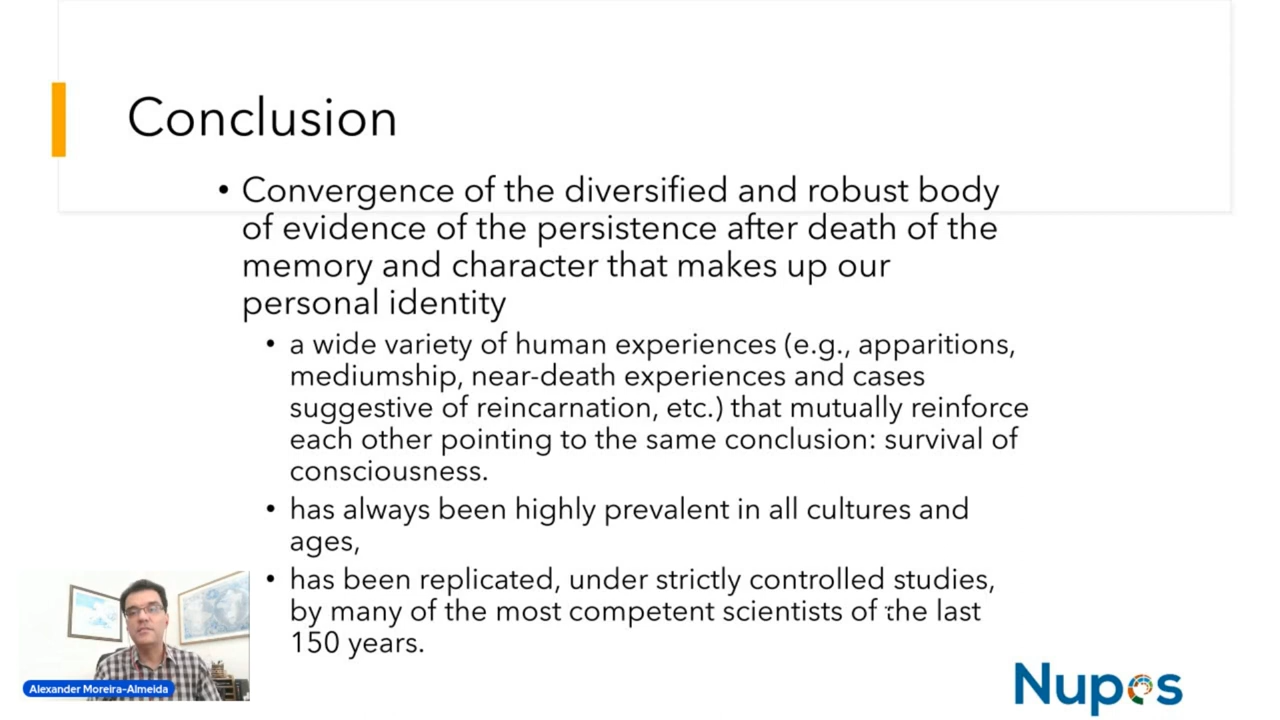 Conclusion
• Convergence of the diversified and robust body
of evidence of the persistence after death of the
memory and character that makes up our
personal identity
• a wide variety of human experiences (e.g., apparitions,
mediumship, near-death experiences and cases
suggestive of reincarnation, etc.) that mutually reinforce
each other pointing to the same conclusion: survival of
consciousness.
• has always been highly prevalent in all cultures and
ages,
• has been replicated, under strictly controlled studies,
by many of the most competent scientists of the last
150 years.
Alexander Moreira-Almeida
Nupes